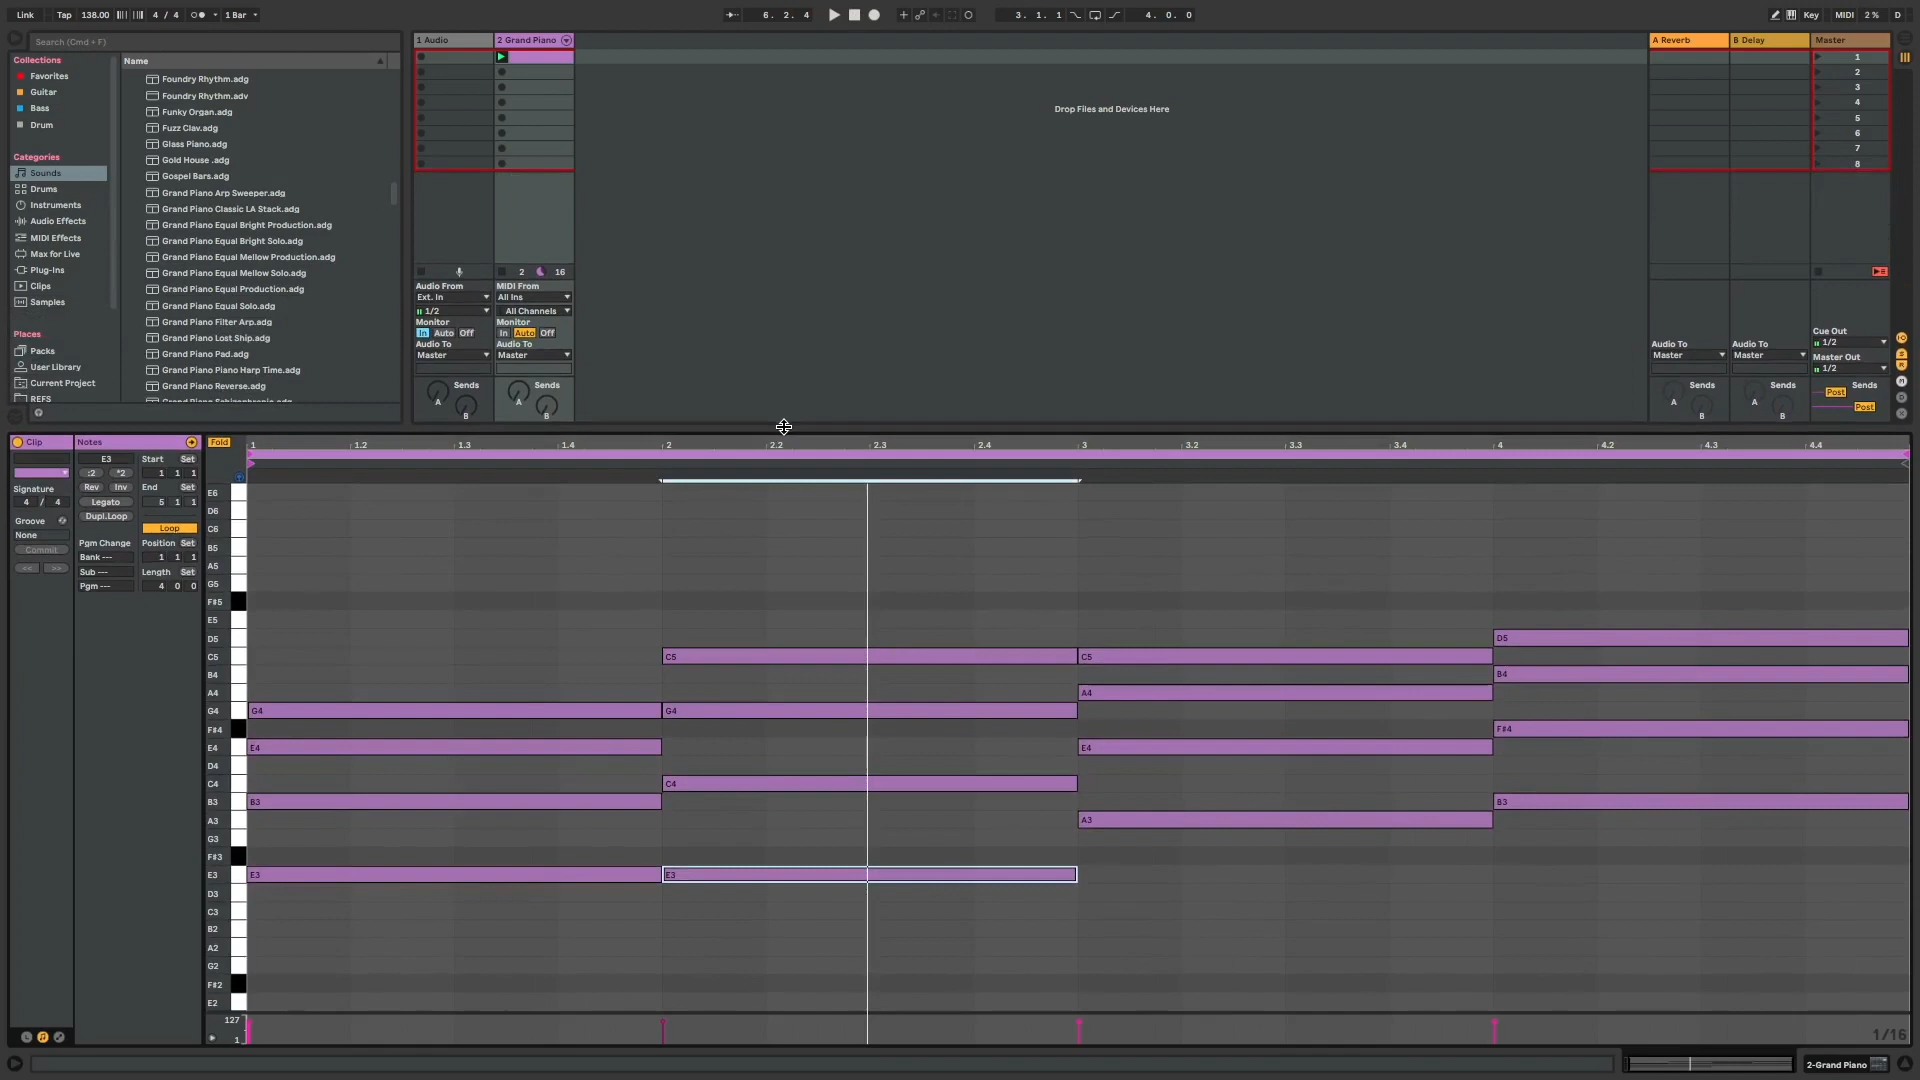 Link Tap 138.00 4 / 4 1 Bar 6. 2. 4 3. 1. 1 4. 0. 0 Key MIDI 2 % D
Search (Cmd + F)
Collections
Favorites
Guitar
Bass
Drum
Categories
Sounds
Drums
Instruments
Audio Effects
MIDI Effects
Max for Live
Plug-Ins
Clips
Samples
Places
Packs
User Library
Current Project
REFS
Name
Foundry Rhythm.adg
Foundry Rhythm.adv
Funky Organ.adg
Fuzz Clav.adg
Glass Piano.adg
Gold House .adg
Gospel Bars.adg
Grand Piano Arp Sweeper.adg
Grand Piano Classic LA Stack.adg
Grand Piano Equal Bright Production.adg
Grand Piano Equal Bright Solo.adg
Grand Piano Equal Mellow Production.adg
Grand Piano Equal Mellow Solo.adg
Grand Piano Equal Production.adg
Grand Piano Equal Solo.adg
Grand Piano Filter Arp.adg
Grand Piano Lost Ship.adg
Grand Piano Pad.adg
Grand Piano Piano Harp Time.adg
Grand Piano Reverse.adg
Grand Piano Schizophrenic.adg
1 Audio 2 Grand Piano
Drop Files and Devices Here
A Reverb B Delay Master
1
2
3
4
5
6
7
8
2 16
Audio From MIDI From
Ext. In All Ins
1/2 All Channels
Monitor Monitor
In Auto Off In Auto Off
Audio To Audio To
Master Master
Sends Sends
A B A B
Cue Out
1/2
Audio To Audio To Master Out
Master Master 1/2
Sends Sends Sends
A B A B Post
Post
Clip Notes
E3 Start Set
:2 *2 1 1 1
Signature Rev Inv End Set
4 / 4 Legato 5 1 1
Groove Dupl.Loop
None Loop
Commit Pgm Change Position Set
<< >> Bank --- 1 1 1
Sub --- Length Set
Pgm --- 4 0 0
Fold 1 1.2 1.3 1.4 2 2.2 2.3 2.4 3 3.2 3.3 3.4 4 4.2 4.3 4.4
E6
D6
C6
B5
A5
G5
F#5
E5
D5 D5
C5 C5 C5
B4 B4
A4 A4
G4 G4 G4
F#4 F#4
E4 E4 E4
D4
C4 C4
B3 B3 B3
A3 A3
G3
F#3
E3 E3 E3
D3
C3
B2
A2
G2
F#2
E2
127
1
1/16
2-Grand Piano